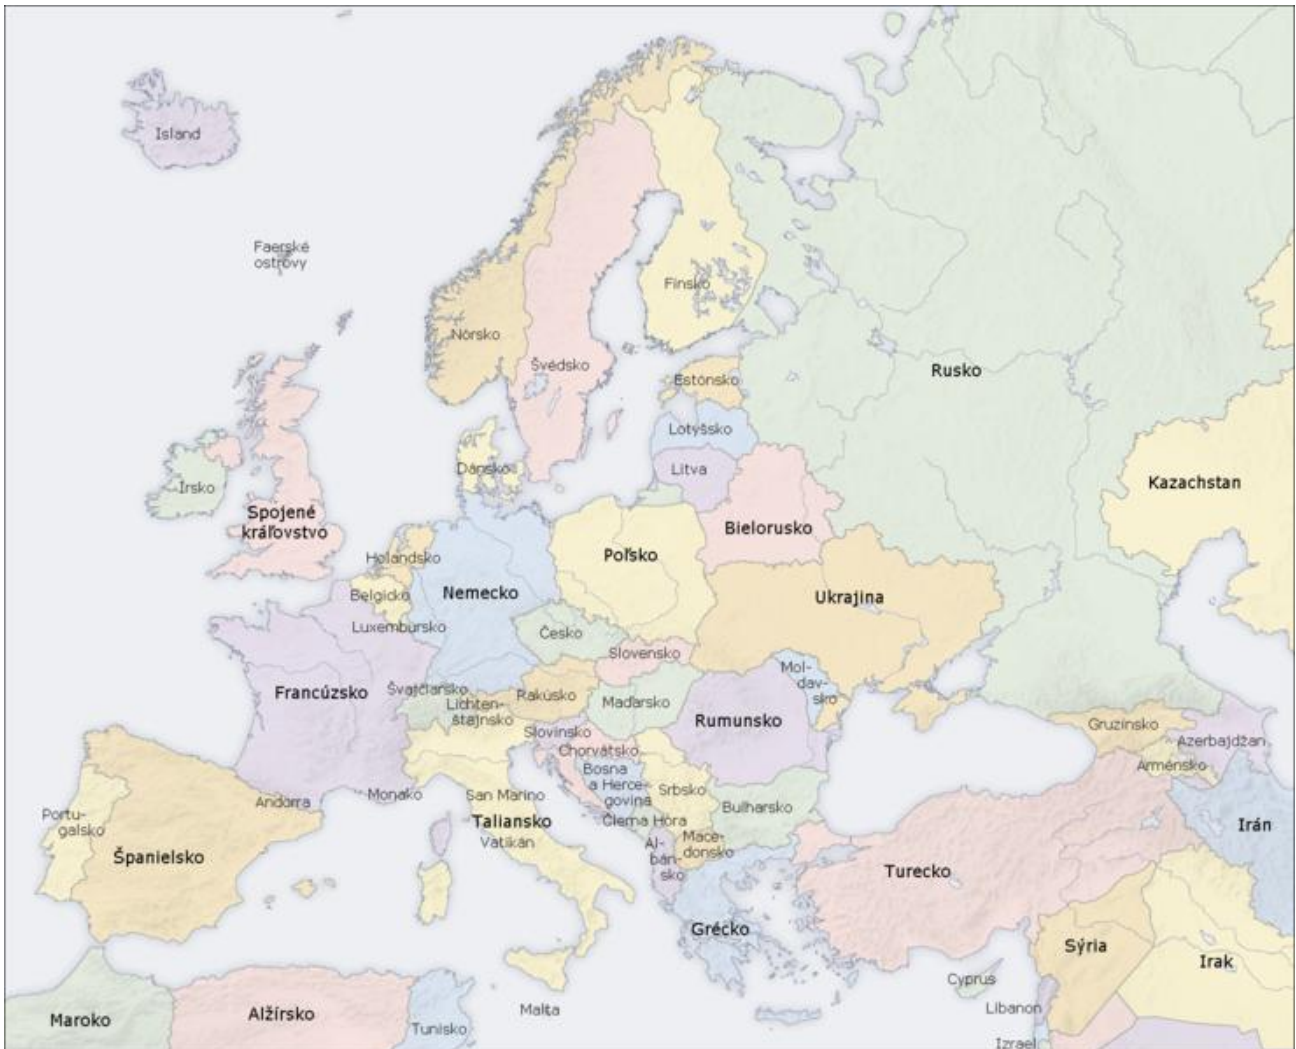 Island
Faerské
ostrovy
Nórsko
Švédsko
Fínsko
Rusko
Estónsko
Lotyšsko
Litva
Kazachstan
Dánsko
Írsko
Spojené
kráľovstvo
Bielorusko
Poľsko
Holandsko
Belgicko
Nemecko
Ukrajina
Luxembursko
Česko
Slovensko
Francúzsko
Švajčiarsko
Lichten-
štajnsko
Rakúsko
Maďarsko
Mol-
dav-
sko
Rumunsko
Slovinsko
Chorvátsko
Gruzínsko
Azerbajdžan
Arménsko
Bosna
a Herce-
govina
Srbsko
Andorra
Monako
San Marino
Taliansko
Vatikán
Čierna Hora
Bulharsko
Portu-
galsko
Španielsko
Al-
bán-
sko
Mace-
dónsko
Irán
Turecko
Grécko
Sýria
Irak
Cyprus
Libanon
Izrael
Malta
Maroko
Alžírsko
Tunisko